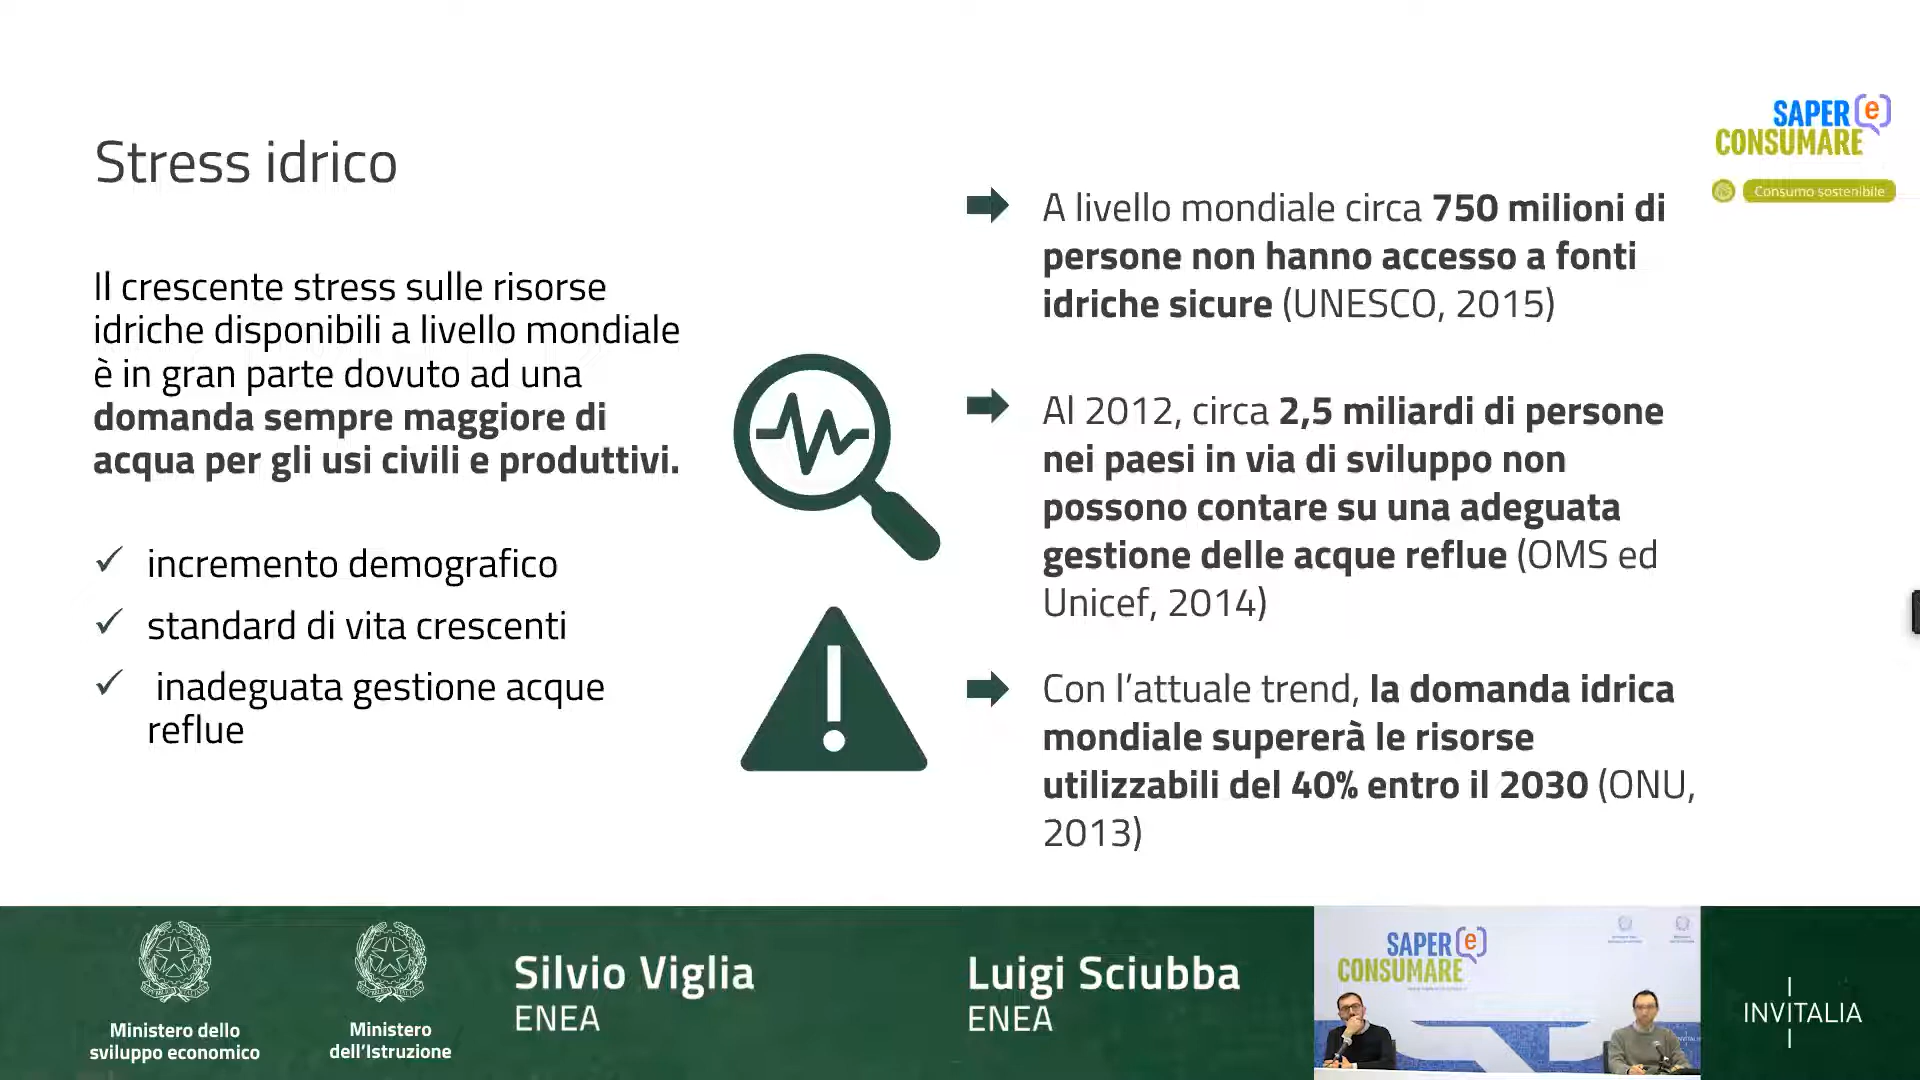 Stress idrico
Il crescente stress sulle risorse
idriche disponibili a livello mondiale
è in gran parte dovuto ad una
domanda sempre maggiore di
acqua per gli usi civili e produttivi.
✓ incremento demografico
✓ standard di vita crescenti
✓ inadeguata gestione acque
reflue
A livello mondiale circa 750 milioni di
persone non hanno accesso a fonti
idriche sicure (UNESCO, 2015)
Al 2012, circa 2,5 miliardi di persone
nei paesi in via di sviluppo non
possono contare su una adeguata
gestione delle acque reflue (OMS ed
Unicef, 2014)
Con l’attuale trend, la domanda idrica
mondiale supererà le risorse
utilizzabili del 40% entro il 2030 (ONU,
2013)
SAPER(e)
CONSUMARE
Consumo sostenibile
Ministero dello
sviluppo economico
Ministero
dell’Istruzione
Silvio Viglia
ENEA
Luigi Sciubba
ENEA
SAPER(e)
CONSUMARE
INVITALIA